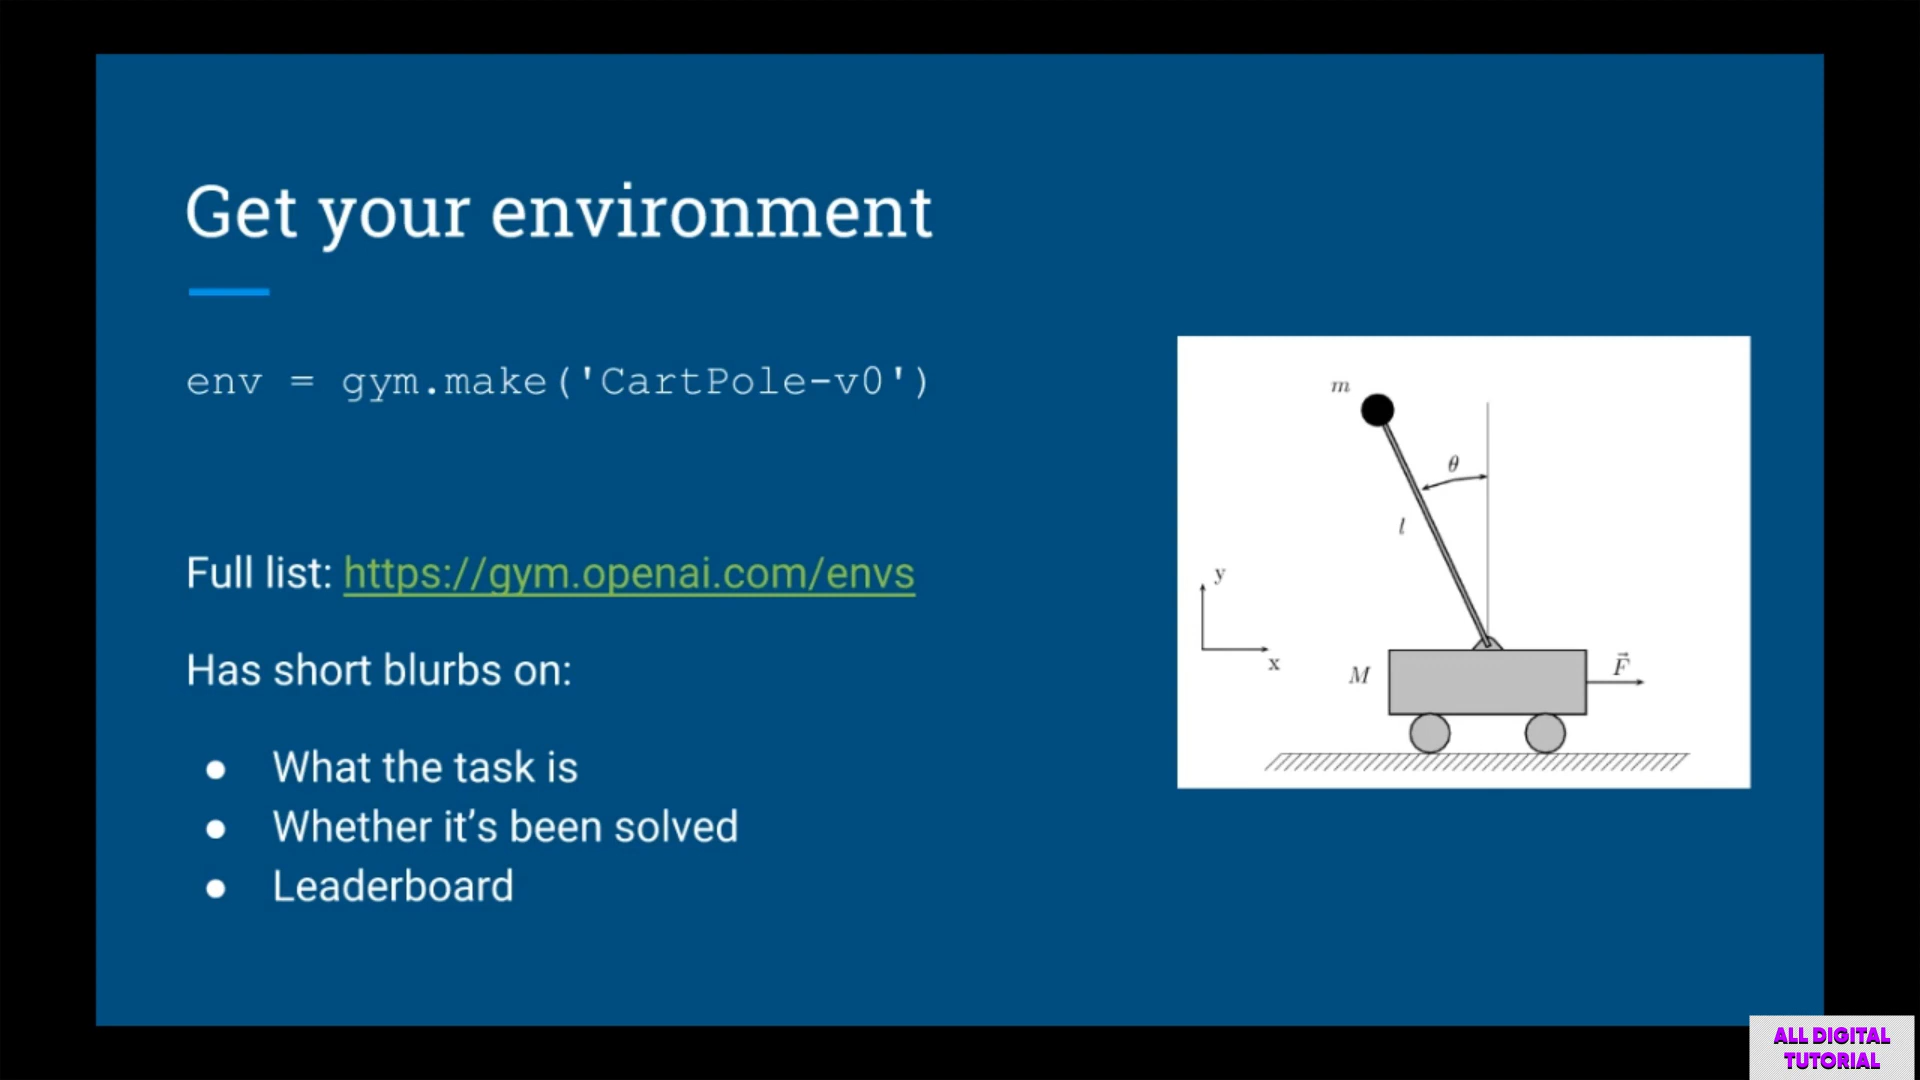 Get your environment
env = gym.make('CartPole-v0')
Full list: https://gym.openai.com/envs
Has short blurbs on:
● What the task is
● Whether it’s been solved
● Leaderboard
m
θ
l
y
x
M
F⃗
ALL DIGITAL
TUTORIAL